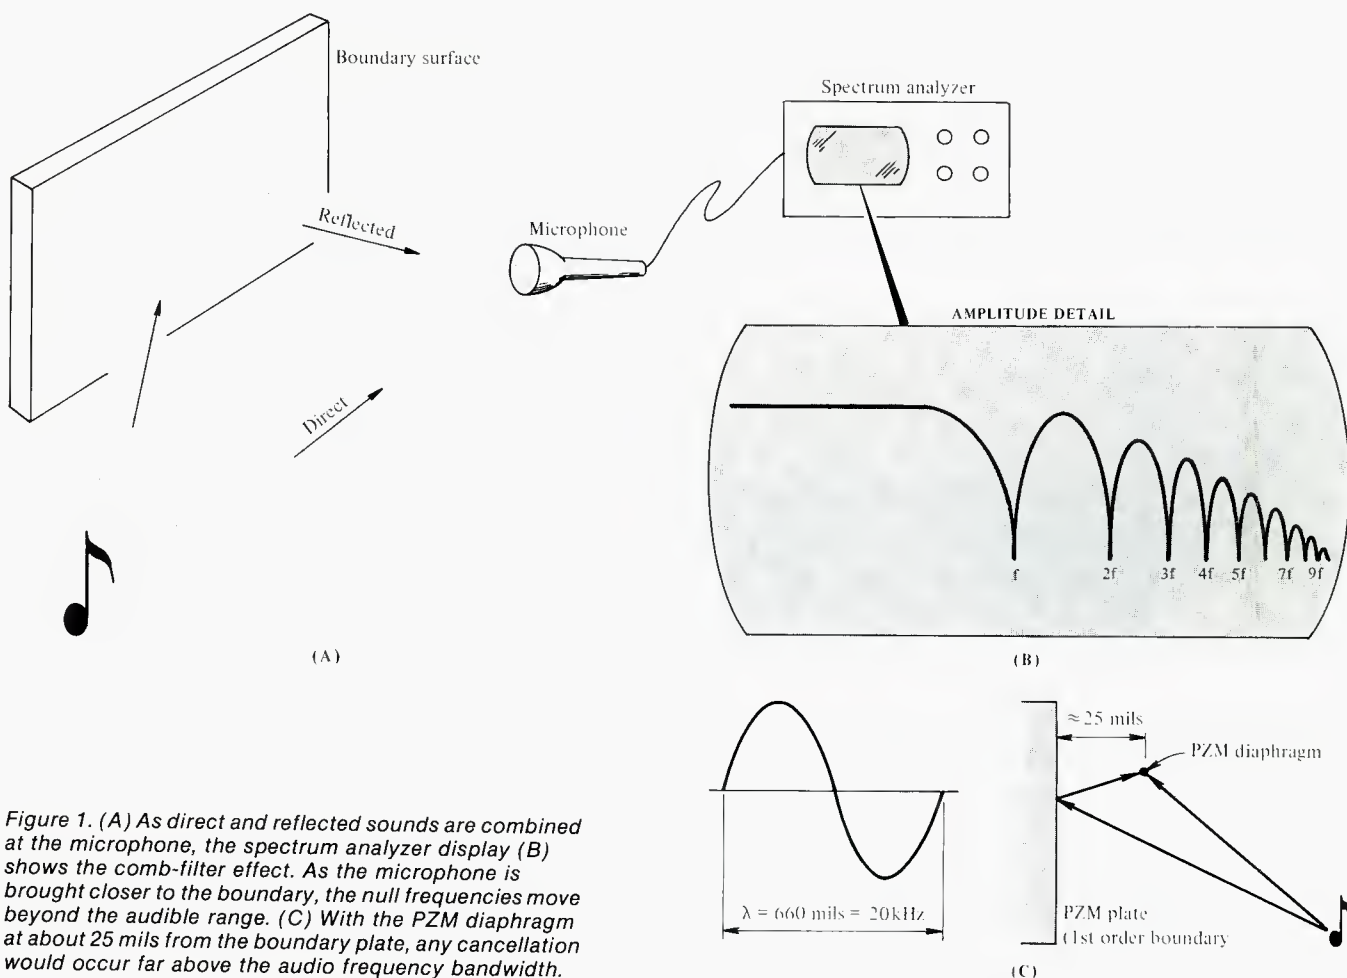 Boundary surface
Spectrum analyzer
Reflected
Microphone
Direct
AMPLITUDE DETAIL
f 2f 3f 4f 5f 7f 9f
(A)
(B)
≈ 25 mils
PZM diaphragm
λ = 660 mils = 20kHz
PZM plate
(1st order boundary
(C)
Figure 1. (A) As direct and reflected sounds are combined
at the microphone, the spectrum analyzer display (B)
shows the comb-filter effect. As the microphone is
brought closer to the boundary, the null frequencies move
beyond the audible range. (C) With the PZM diaphragm
at about 25 mils from the boundary plate, any cancellation
would occur far above the audio frequency bandwidth.